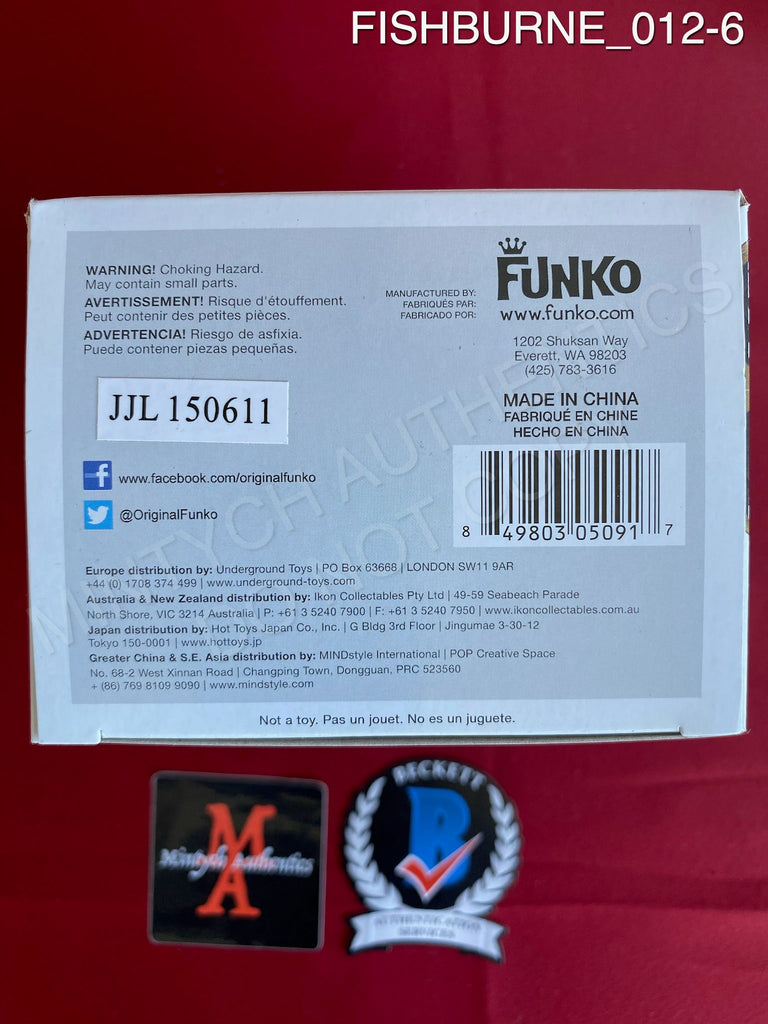 FISHBURNE_012-6
WARNING! Choking Hazard.
May contain small parts.
AVERTISSEMENT! Risque d'étouffement.
Peut contenir des petites pièces.
ADVERTENCIA! Riesgo de asfixia.
Puede contener piezas pequeñas.
MANUFACTURED BY:
FABRIQUÉS PAR:
FABRICADO POR:
FUNKO
www.funko.com
1202 Shuksan Way
Everett, WA 98203
(425) 783-3616
MADE IN CHINA
FABRIQUÉ EN CHINE
HECHO EN CHINA
JJL 150611
www.facebook.com/originalfunko
@OriginalFunko
8 49803 05091 7
Europe distribution by: Underground Toys | PO Box 63668 | LONDON SW11 9AR
+44 (0) 1708 374 499 | www.underground-toys.com
Australia & New Zealand distribution by: Ikon Collectables Pty Ltd | 49-59 Seabeach Parade
North Shore, VIC 3214 Australia | P: +61 3 5240 7900 | F: +61 3 5240 7950 | www.ikoncollectables.com.au
Japan distribution by: Hot Toys Japan Co., Inc. | G Bldg 3rd Floor | Jingumae 3-30-12
Tokyo 150-0001 | www.hottoys.jp
Greater China & S.E. Asia distribution by: MINDstyle International | POP Creative Space
No. 68-2 West Xinnan Road | Changping Town, Dongguan, PRC 523560
+ (86) 769 8109 9090 | www.mindstyle.com
Not a toy. Pas un jouet. No es un juguete.
MINTYCH AUTHENTICS
DO NOT COPY
MA
Mintych Authentics
BECKETT
B
AUTHENTICATION
SERVICES